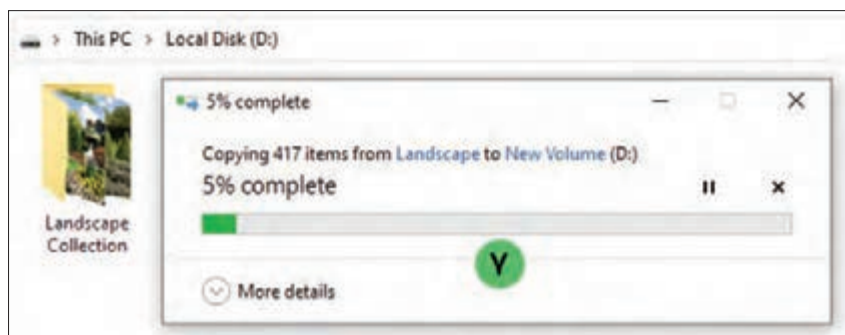 > This PC > Local Disk (D:)
5% complete
Copying 417 items from Landscape to New Volume (D:)
5% complete
Landscape
Collection
۷
More details